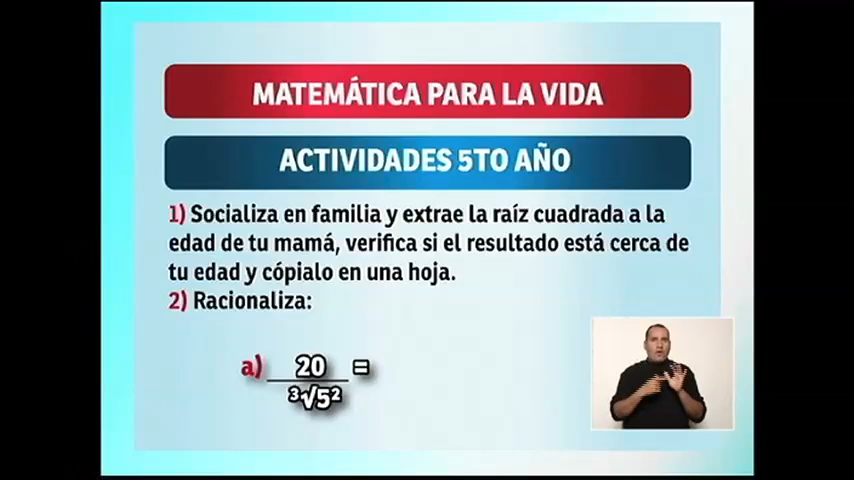 MATEMÁTICA PARA LA VIDA
ACTIVIDADES 5TO AÑO
1) Socializa en familia y extrae la raíz cuadrada a la
edad de tu mamá, verifica si el resultado está cerca de
tu edad y cópialo en una hoja.
2) Racionaliza:
a) 20 =
³√5²